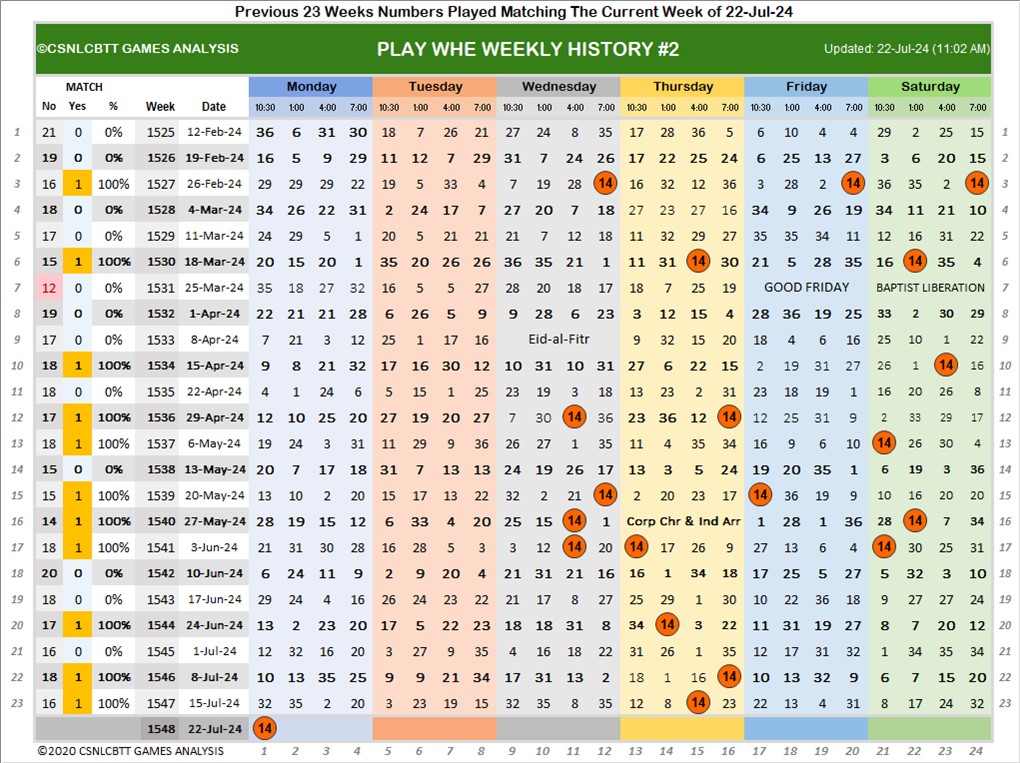 Previous 23 Weeks Numbers Played Matching The Current Week of 22-Jul-24
©CSNLCBTT GAMES ANALYSIS PLAY WHE WEEKLY HISTORY #2 Updated: 22-Jul-24 (11:02 AM)
MATCH Monday Tuesday Wednesday Thursday Friday Saturday
No Yes % Week Date 10:30 1:00 4:00 7:00 10:30 1:00 4:00 7:00 10:30 1:00 4:00 7:00 10:30 1:00 4:00 7:00 10:30 1:00 4:00 7:00 10:30 1:00 4:00 7:00
1 21 0 0% 1525 12-Feb-24 36 6 31 30 18 7 26 21 27 24 8 35 17 28 36 5 6 10 4 4 29 2 25 15 1
2 19 0 0% 1526 19-Feb-24 16 5 9 29 11 12 7 29 31 7 24 26 17 22 25 24 6 25 13 27 3 6 20 15 2
3 16 1 100% 1527 26-Feb-24 29 29 29 22 19 5 33 4 7 19 28 14 16 32 12 36 3 28 2 14 36 35 2 14 3
4 18 0 0% 1528 4-Mar-24 34 26 22 31 2 24 17 7 27 20 7 18 27 23 27 16 34 9 26 19 34 11 21 10 4
5 17 0 0% 1529 11-Mar-24 24 29 5 1 20 5 21 21 21 7 12 18 11 32 29 27 35 35 34 11 12 16 31 22 5
6 15 1 100% 1530 18-Mar-24 20 15 20 1 35 20 26 26 36 35 21 1 11 31 14 30 21 5 28 35 16 14 35 4 6
7 12 0 0% 1531 25-Mar-24 35 18 27 32 16 5 5 7 28 20 18 17 18 7 25 19 GOOD FRIDAY BAPTIST LIBERATION 7
8 19 0 0% 1532 1-Apr-24 22 21 21 28 6 26 5 9 9 28 6 23 3 12 15 4 28 36 19 25 33 2 30 29 8
9 17 0 0% 1533 8-Apr-24 7 21 3 12 25 1 17 16 Eid-al-Fitr 9 32 15 20 18 4 6 16 25 10 1 22 9
10 18 1 100% 1534 15-Apr-24 9 8 21 32 17 16 30 12 10 31 10 31 27 6 22 15 2 19 31 27 26 1 14 16 10
11 18 0 0% 1535 22-Apr-24 4 1 24 6 5 15 1 25 23 19 3 18 13 23 2 31 23 18 19 1 16 20 26 8 11
12 17 1 100% 1536 29-Apr-24 12 10 25 20 27 19 20 27 7 30 14 36 23 36 12 14 12 25 31 9 2 33 29 17 12
13 18 1 100% 1537 6-May-24 19 24 3 31 11 29 9 36 26 27 1 35 11 4 35 34 16 9 6 10 14 26 30 4 13
14 15 0 0% 1538 13-May-24 20 7 17 18 31 7 13 13 24 19 26 17 13 3 5 24 19 20 35 1 6 19 3 36 14
15 15 1 100% 1539 20-May-24 13 10 2 20 15 17 13 22 32 2 21 14 2 20 23 17 14 36 19 9 10 16 20 20 15
16 14 1 100% 1540 27-May-24 28 19 15 12 6 33 4 20 25 15 14 1 Corp Chr & Ind Arr 1 28 1 36 28 14 7 34 16
17 18 1 100% 1541 3-Jun-24 21 31 30 28 16 28 5 3 3 12 14 20 14 17 26 9 27 13 6 4 14 30 25 31 17
18 20 0 0% 1542 10-Jun-24 6 24 11 9 2 9 20 4 21 31 21 16 16 1 34 18 17 25 5 27 5 32 3 10 18
19 18 0 0% 1543 17-Jun-24 29 24 4 16 26 24 23 22 21 17 8 27 25 29 1 30 10 22 36 18 9 27 27 24 19
20 17 1 100% 1544 24-Jun-24 13 2 23 20 17 5 22 23 18 18 31 8 34 14 3 22 11 31 19 27 8 7 20 12 20
21 16 0 0% 1545 1-Jul-24 12 32 16 20 3 27 9 35 4 16 18 22 31 26 1 35 12 17 31 32 1 34 35 34 21
22 18 1 100% 1546 8-Jul-24 10 13 35 25 9 9 21 34 17 31 13 2 18 1 16 14 10 13 32 9 6 7 15 20 22
23 16 1 100% 1547 15-Jul-24 32 35 2 20 3 23 19 15 32 35 8 35 12 8 14 23 22 13 4 31 8 17 24 32 23
1548 22-Jul-24 14
©2020 CSNLCBTT GAMES ANALYSIS 1 2 3 4 5 6 7 8 9 10 11 12 13 14 15 16 17 18 19 20 21 22 23 24